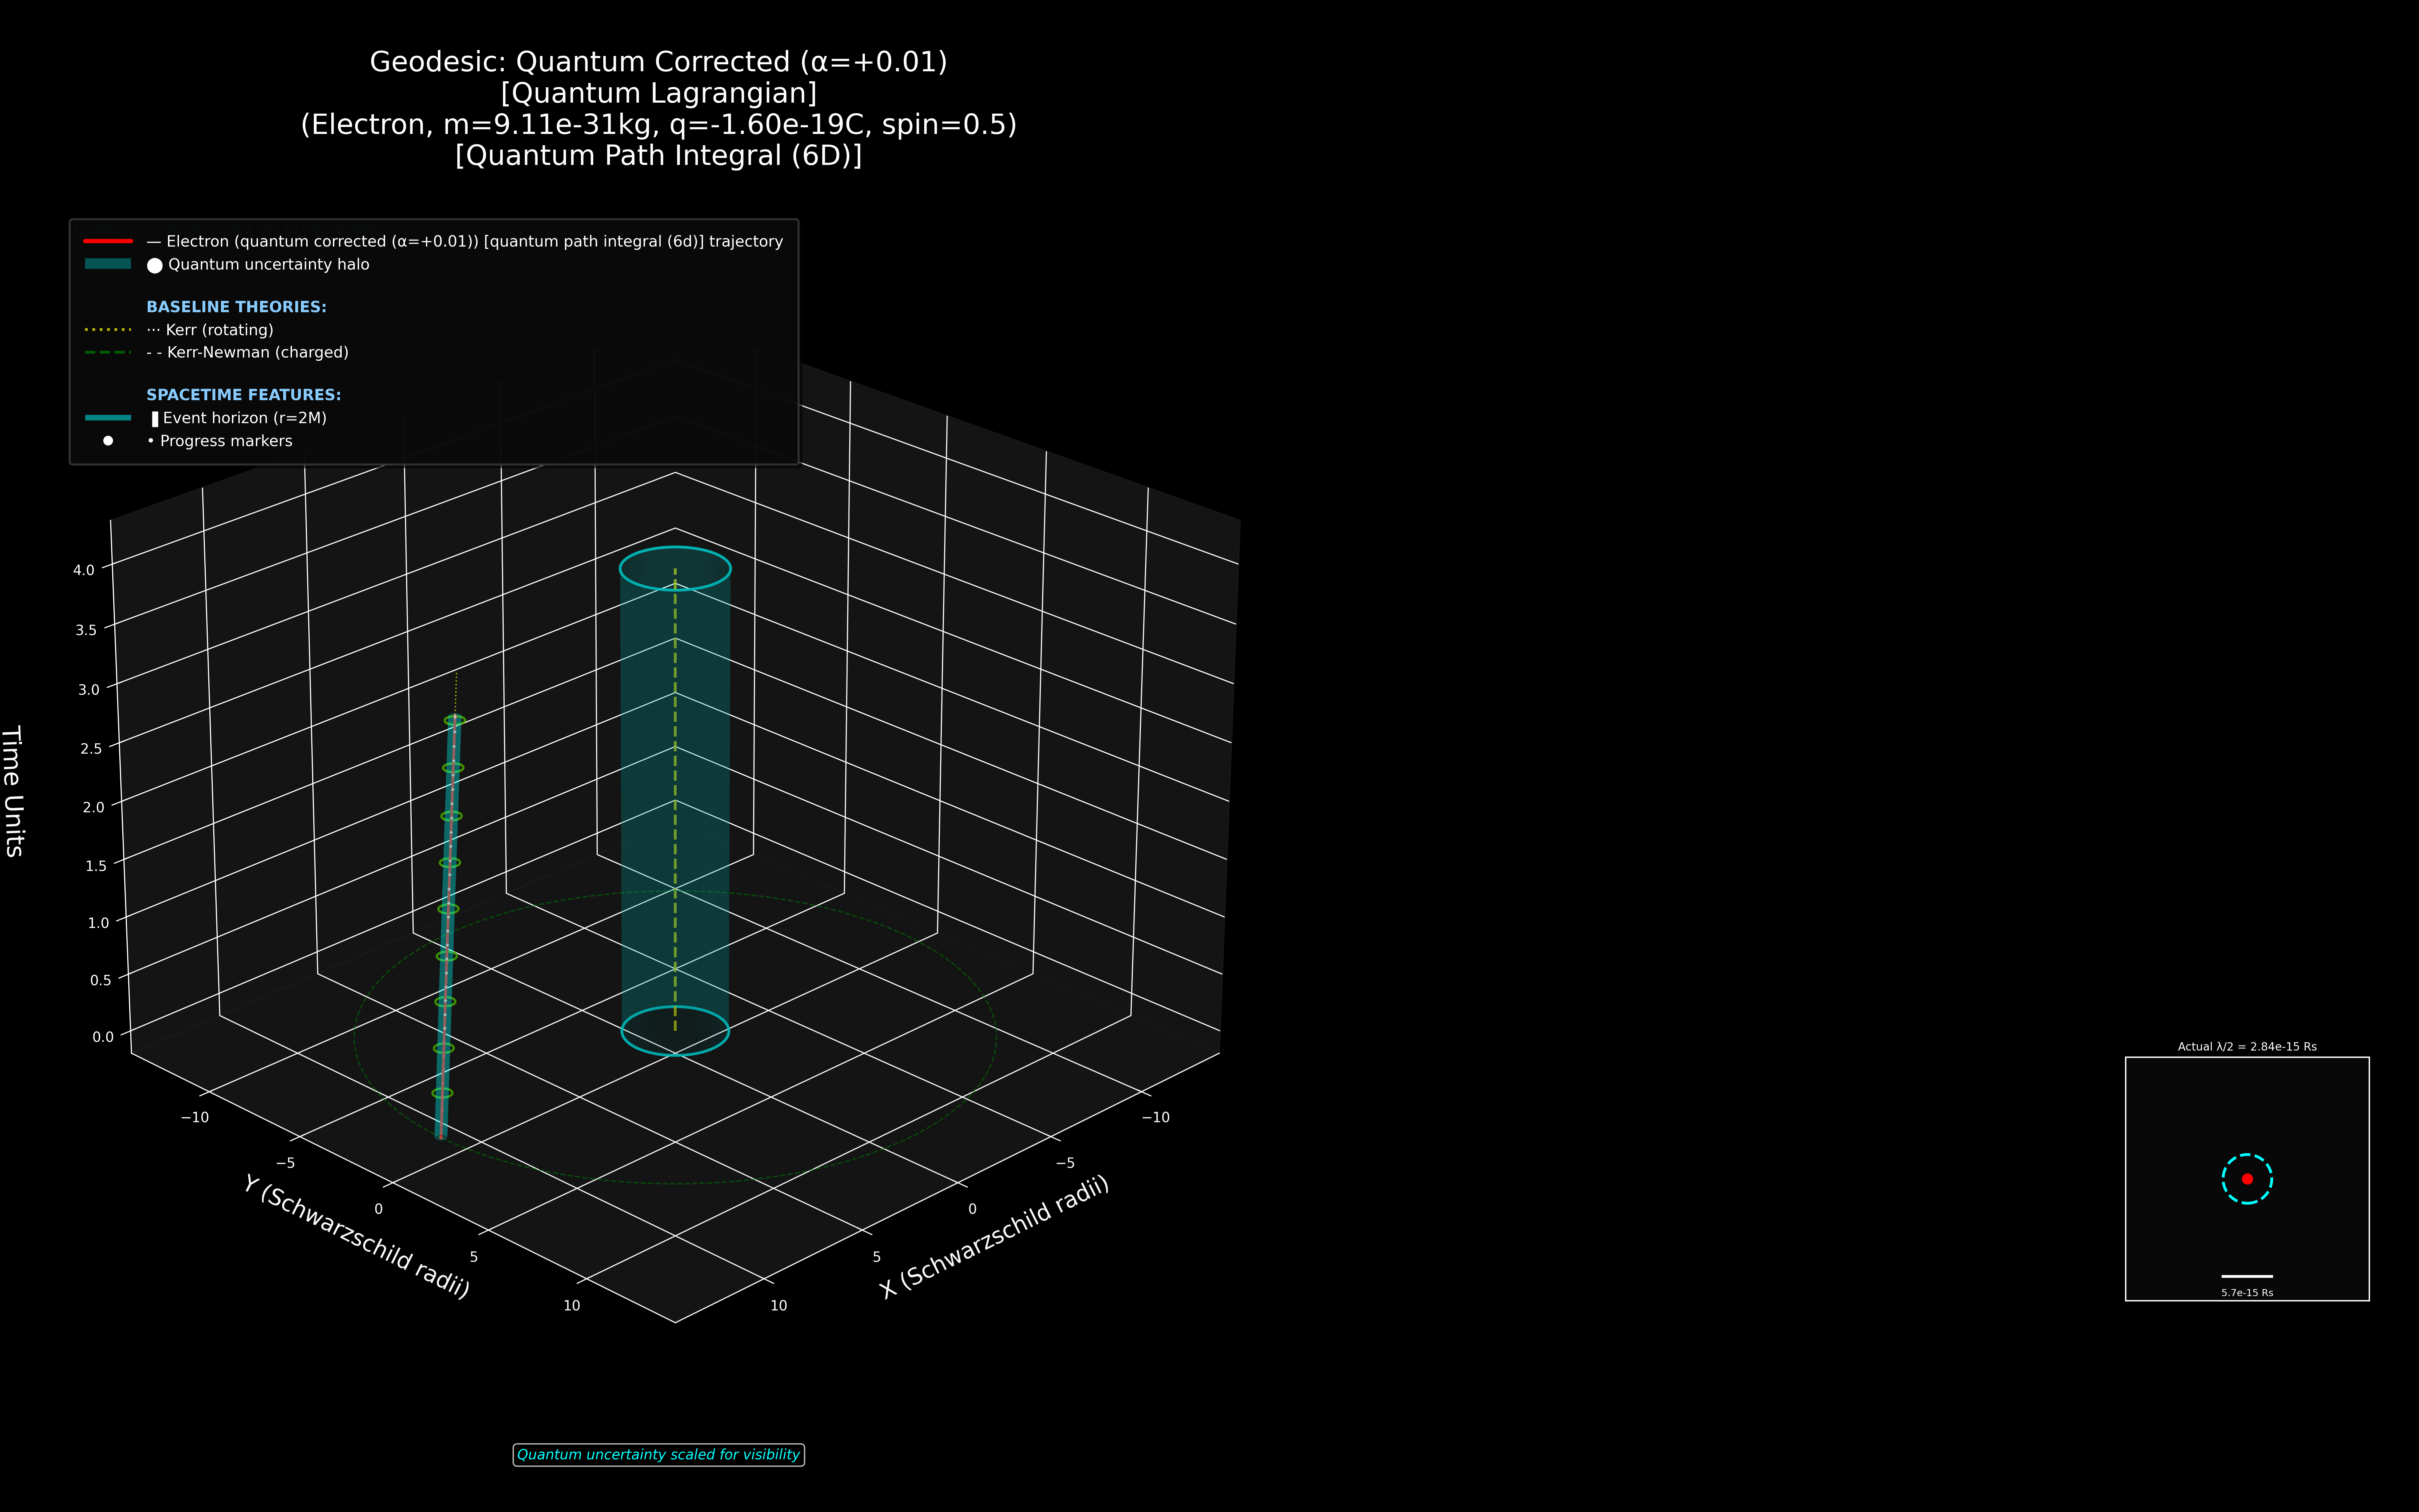 Geodesic: Quantum Corrected (α=+0.01)
[Quantum Lagrangian]
(Electron, m=9.11e-31kg, q=-1.60e-19C, spin=0.5)
[Quantum Path Integral (6D)]
— Electron (quantum corrected (α=+0.01)) [quantum path integral (6d)] trajectory
● Quantum uncertainty halo
BASELINE THEORIES:
··· Kerr (rotating)
- - Kerr-Newman (charged)
SPACETIME FEATURES:
▌Event horizon (r=2M)
• Progress markers
4.0
3.5
3.0
2.5
2.0
1.5
1.0
0.5
0.0
Time Units
−10
−5
0
5
10
Y (Schwarzschild radii)
−10
−5
0
5
10
X (Schwarzschild radii)
Actual λ/2 = 2.84e-15 Rs
5.7e-15 Rs
Quantum uncertainty scaled for visibility